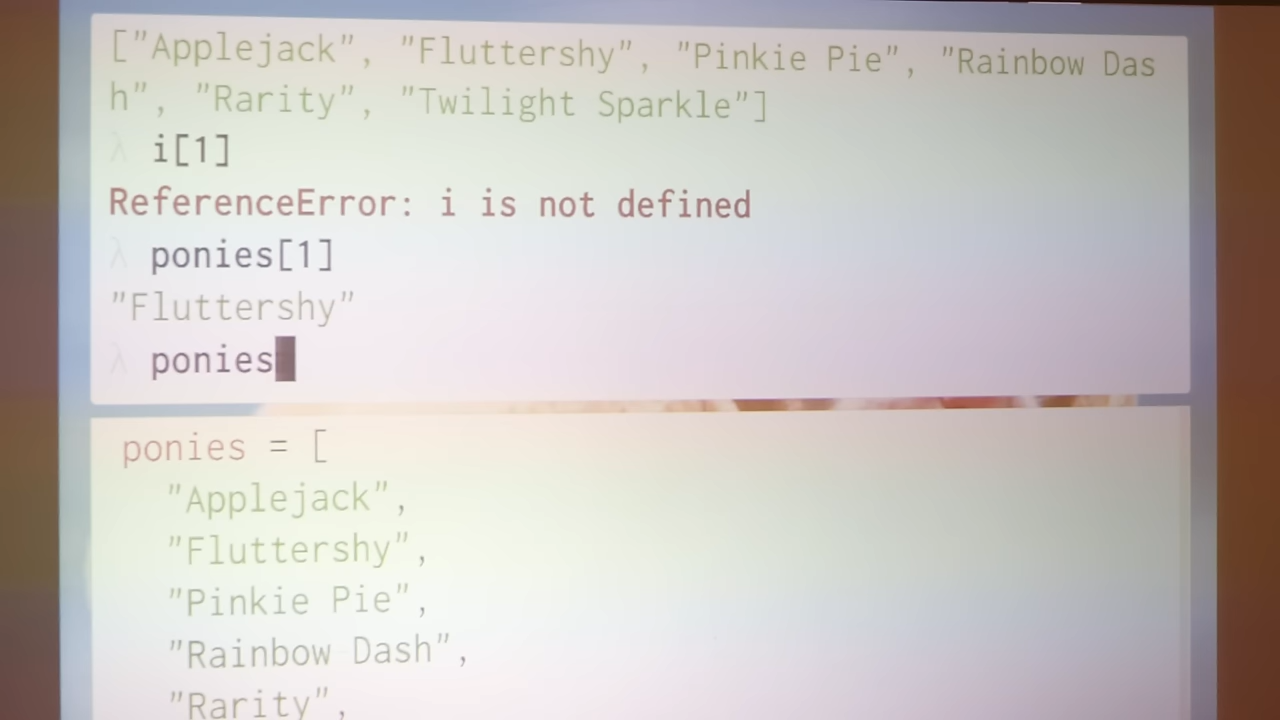 ["Applejack", "Fluttershy", "Pinkie Pie", "Rainbow Das
h", "Rarity", "Twilight Sparkle"]
λ i[1]
ReferenceError: i is not defined
λ ponies[1]
"Fluttershy"
λ ponies
ponies = [
"Applejack",
"Fluttershy",
"Pinkie Pie",
"Rainbow Dash",
"Rarity",